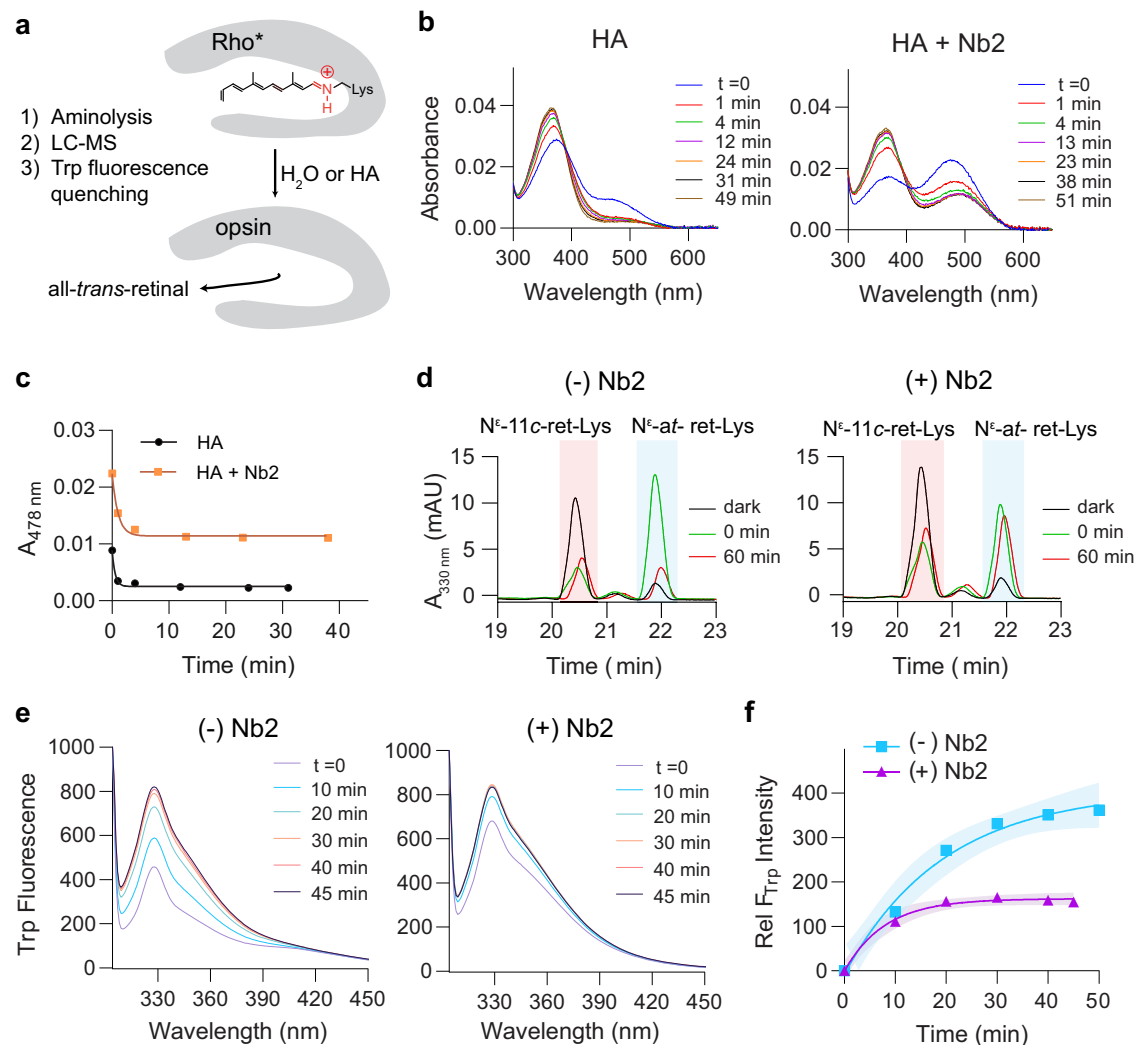 a
Rho*
N
H
Lys
1) Aminolysis
2) LC-MS
3) Trp fluorescence
quenching
H2O or HA
opsin
all-trans-retinal
b
HA
Absorbance
0.04
0.02
0.00
300 400 500 600
Wavelength (nm)
t =0
1 min
4 min
12 min
24 min
31 min
49 min
HA + Nb2
0.04
0.02
0.00
300 400 500 600
Wavelength (nm)
t =0
1 min
4 min
13 min
23 min
38 min
51 min
c
A478 nm
0.03
0.02
0.01
0.00
0 10 20 30 40
Time (min)
HA
HA + Nb2
d
(-) Nb2
Nε-11c-ret-Lys Nε-at- ret-Lys
A330 nm (mAU)
15
10
5
0
19 20 21 22 23
Time (min)
dark
0 min
60 min
(+) Nb2
Nε-11c-ret-Lys Nε-at- ret-Lys
15
10
5
0
19 20 21 22 23
Time (min)
dark
0 min
60 min
e
(-) Nb2
Trp Fluorescence
1000
800
600
400
200
0
330 360 390 420 450
Wavelength (nm)
t =0
10 min
20 min
30 min
40 min
45 min
(+) Nb2
1000
800
600
400
200
0
330 360 390 420 450
Wavelength (nm)
t =0
10 min
20 min
30 min
40 min
45 min
f
(-) Nb2
(+) Nb2
Rel FTrp Intensity
400
300
200
100
0
0 10 20 30 40 50
Time (min)